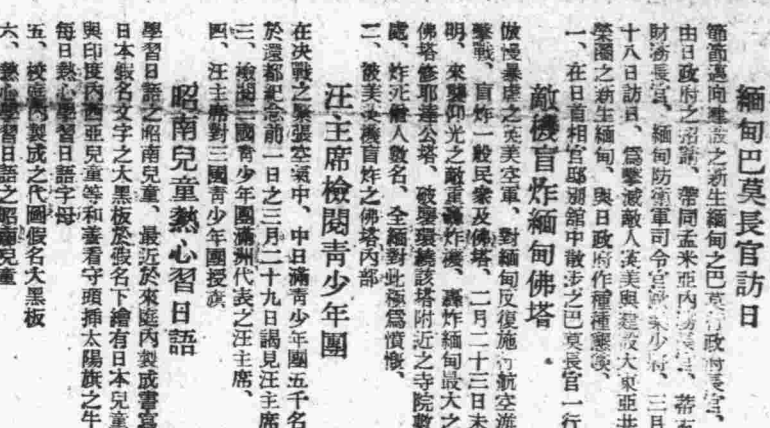 緬甸巴莫長官訪日
節節邁向建設之新生緬甸之巴莫行政府長官、
由日政府之招請、帶同孟米亞內務長官、蒂右
財務長官、緬甸防衛軍司令官 少將、三月
十八日訪日、爲擊滅敵人英美與建設大東亞共
榮圈之新生緬甸、與日政府作種種懇談、
一、在日首相官邸別館中散步之巴莫長官一行
敵機盲炸緬甸佛塔
倣慢暴虐之英美空軍、對緬甸反復施行航空游
擊戰、盲炸一般民衆及佛塔、二月二十三日未
明、來襲仰光之敵重轟炸機、轟炸緬甸最大之
佛塔修耶達公塔、破壞環繞該塔附近之寺院數
處、炸死僧人數名、全緬對此極爲憤慨、
二、被英美機盲炸之佛塔內部
汪主席檢閱青少年團
在决戰之緊張空氣中、中日滿青少年團五千名
於還都紀念前一日之三月二十九日謁見汪主席
三、檢閱三國青少年團滿洲代表之汪主席、
四、汪主席對三國青少年團授旗
昭南兒童熱心習日語
學習日語之昭南兒童、最近於來庭內製成書寫
日本假名文字之大黑板於假名下繪有日本兒童
與印度內西亞兒童等和善看守頭插太陽旗之牛
每日熱心學習日語字母
五、校庭內製成之代圖假名大黑板
六、熱心學習日語之昭南兒童